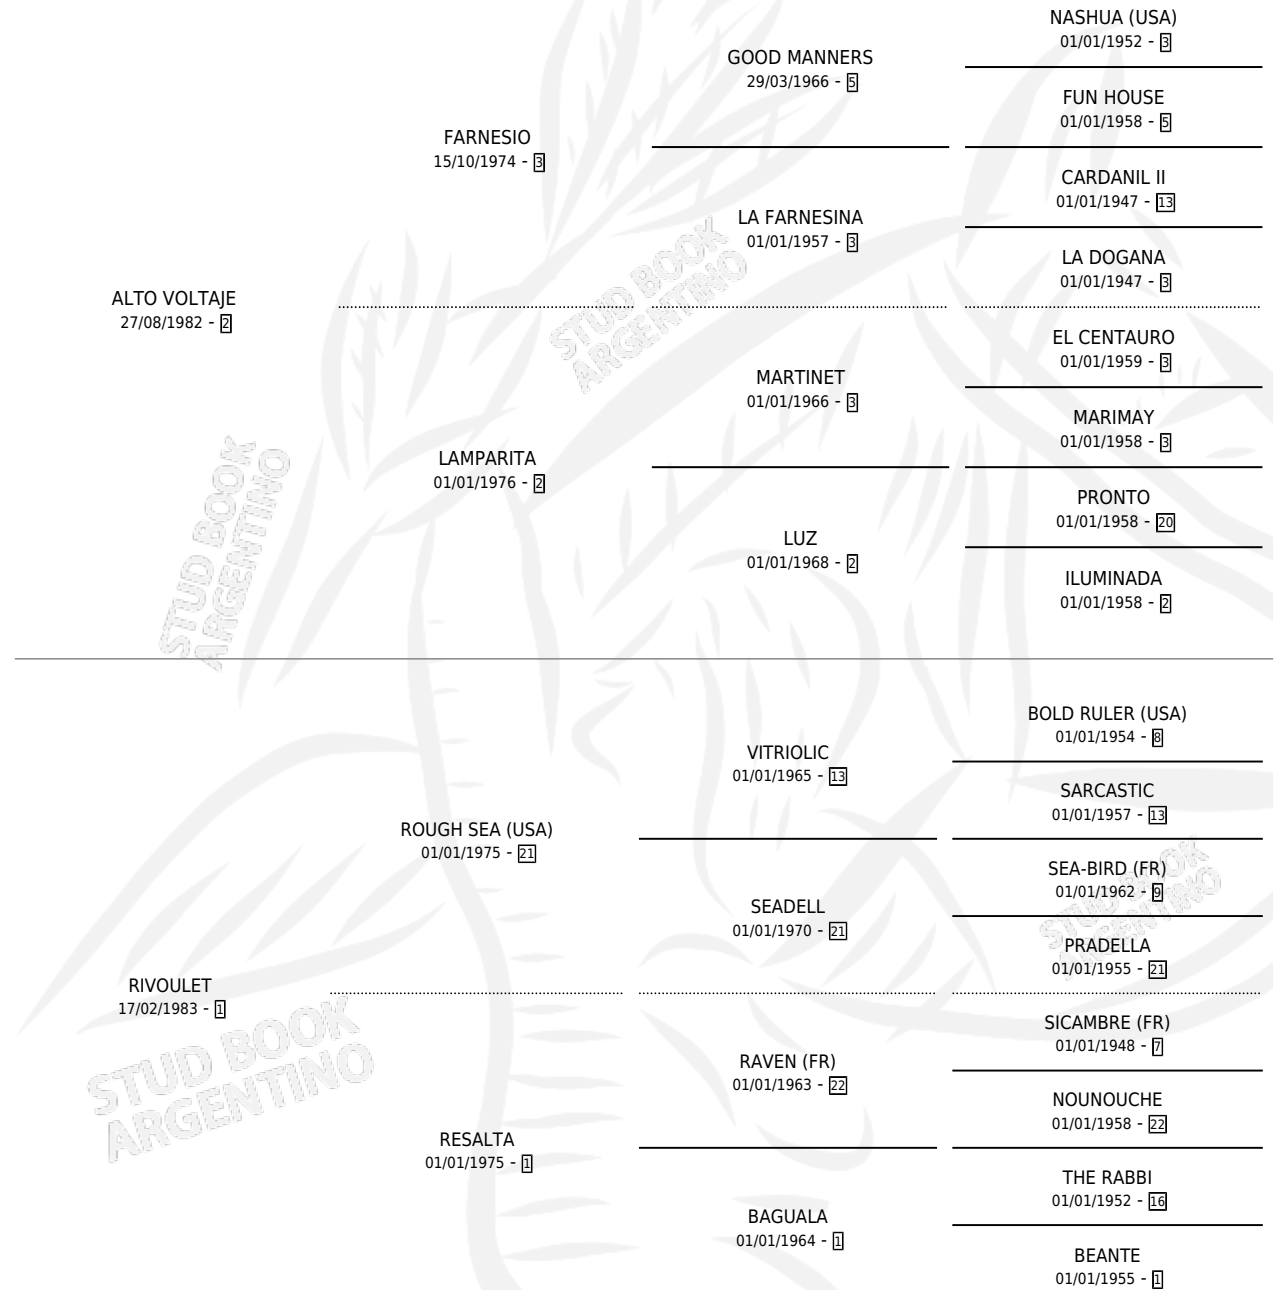 NASHUA (USA)
01/01/1952 - 3
GOOD MANNERS
29/03/1966 - 5
FUN HOUSE
01/01/1958 - 5
FARNESIO
15/10/1974 - 3
CARDANIL II
01/01/1947 - 13
LA FARNESINA
01/01/1957 - 3
LA DOGANA
01/01/1947 - 3
ALTO VOLTAJE
27/08/1982 - 2
EL CENTAURO
01/01/1959 - 3
MARTINET
01/01/1966 - 3
MARIMAY
01/01/1958 - 3
LAMPARITA
01/01/1976 - 2
PRONTO
01/01/1958 - 20
LUZ
01/01/1968 - 2
ILUMINADA
01/01/1958 - 2
BOLD RULER (USA)
01/01/1954 - 8
VITRIOLIC
01/01/1965 - 13
SARCASTIC
01/01/1957 - 13
ROUGH SEA (USA)
01/01/1975 - 21
SEA-BIRD (FR)
01/01/1962 - 9
SEADELL
01/01/1970 - 21
PRADELLA
01/01/1955 - 21
RIVOULET
17/02/1983 - 1
SICAMBRE (FR)
01/01/1948 - 7
RAVEN (FR)
01/01/1963 - 22
NOUNOUCHE
01/01/1958 - 22
RESALTA
01/01/1975 - 1
THE RABBI
01/01/1952 - 16
BAGUALA
01/01/1964 - 1
BEANTE
01/01/1955 - 1
STUD BOOK
ARGENTINO
STUD BOOK
ARGENTINO
STUD BOOK
ARGENTINO
STUD BOOK
ARGENTINO